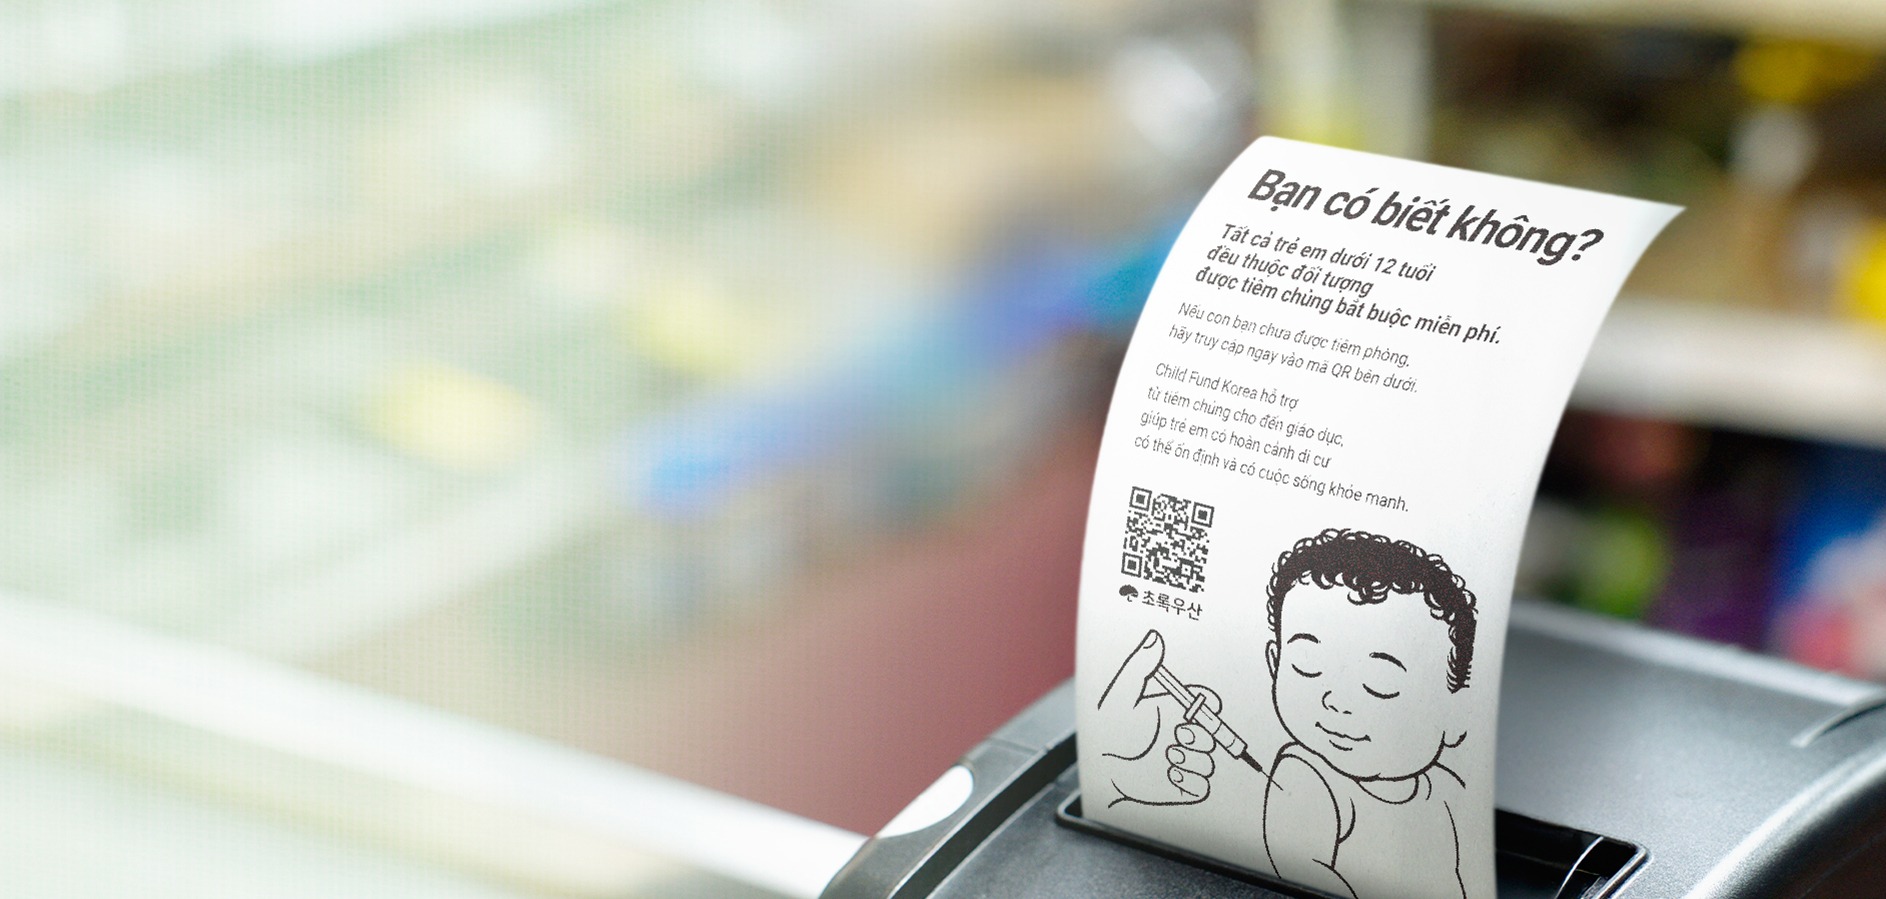 Bạn có biết không?
Tất cả trẻ em dưới 12 tuổi
đều thuộc đối tượng
được tiêm chủng bắt buộc miễn phí.
Nếu con bạn chưa được tiêm phòng,
hãy truy cập ngay vào mã QR bên dưới.
Child Fund Korea hỗ trợ
từ tiêm chủng cho đến giáo dục,
giúp trẻ em có hoàn cảnh di cư
có thể ổn định và có cuộc sống khỏe mạnh.
초록우산